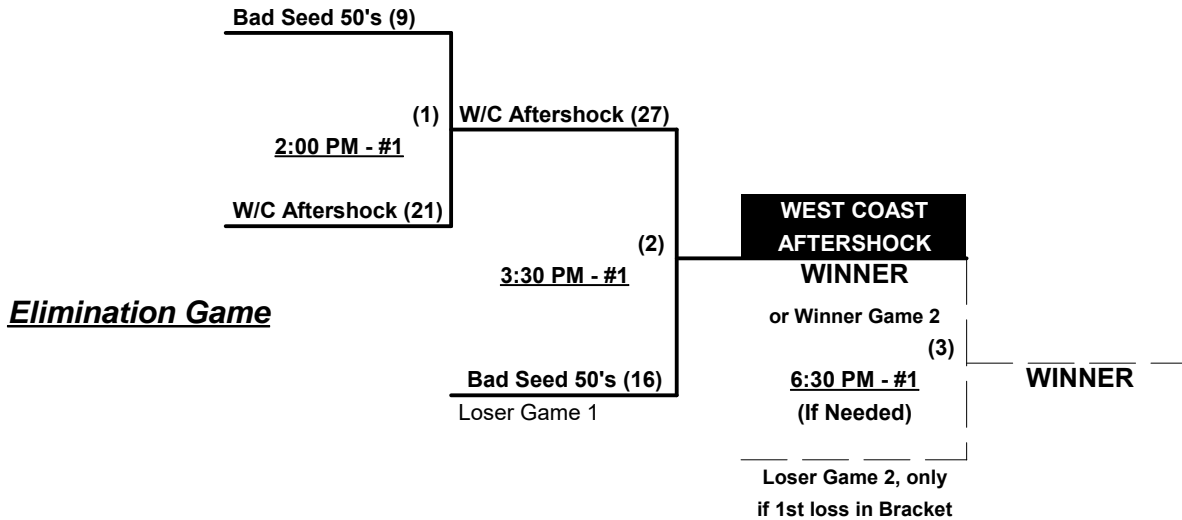 Bad Seed 50's (9)
(1)
W/C Aftershock (27)
2:00 PM - #1
W/C Aftershock (21)
WEST COAST
AFTERSHOCK
(2)
WINNER
3:30 PM - #1
Elimination Game
or Winner Game 2
(3)
Bad Seed 50's (16)
6:30 PM - #1
WINNER
Loser Game 1
(If Needed)
Loser Game 2, only
if 1st loss in Bracket